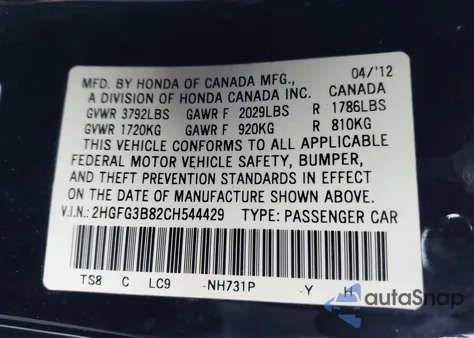 MFD. BY HONDA OF CANADA MFG., 04/'12
A DIVISION OF HONDA CANADA INC. CANADA
GVWR 3792LBS GAWR F 2029LBS R 1786LBS
GVWR 1720KG GAWR F 920KG R 810KG
THIS VEHICLE CONFORMS TO ALL APPLICABLE
FEDERAL MOTOR VEHICLE SAFETY, BUMPER,
AND THEFT PREVENTION STANDARDS IN EFFECT
ON THE DATE OF MANUFACTURE SHOWN ABOVE.
V.I.N.: 2HGFG3B82CH544429 TYPE: PASSENGER CAR
TS8 C LC9 -NH731P -Y H
autoSnap